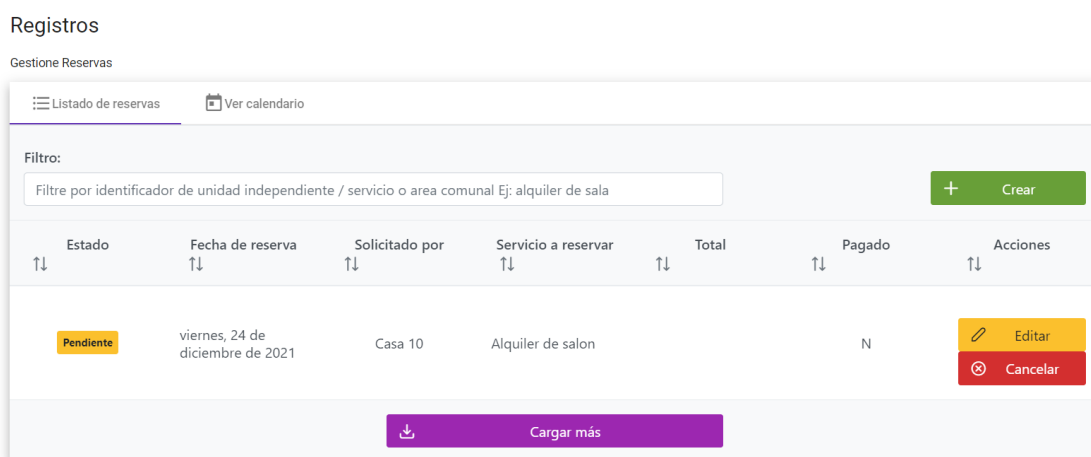 Registros
Gestione Reservas
Listado de reservas Ver calendario
Filtro:
Filtre por identificador de unidad independiente / servicio o area comunal Ej: alquiler de sala
Crear
Estado Fecha de reserva Solicitado por Servicio a reservar Total Pagado Acciones
Pendiente
viernes, 24 de
diciembre de 2021
Casa 10
Alquiler de salon
N
Editar
Cancelar
Cargar más